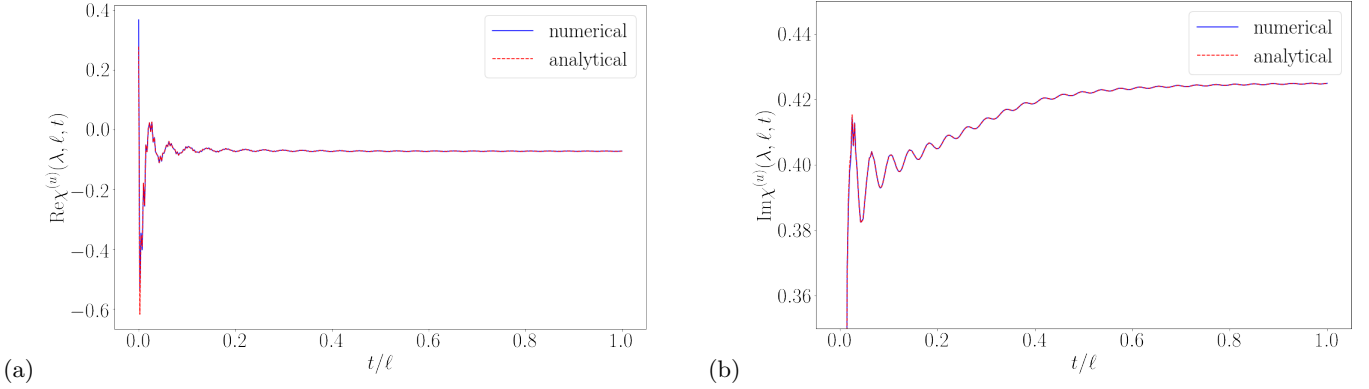 0.4
0.2
0.0
−0.2
−0.4
−0.6
Reχ^(u)(λ, ℓ, t)
numerical
analytical
0.0 0.2 0.4 0.6 0.8 1.0
t/ℓ
(a)
0.44
0.42
0.40
0.38
0.36
Imχ^(u)(λ, ℓ, t)
numerical
analytical
0.0 0.2 0.4 0.6 0.8 1.0
t/ℓ
(b)